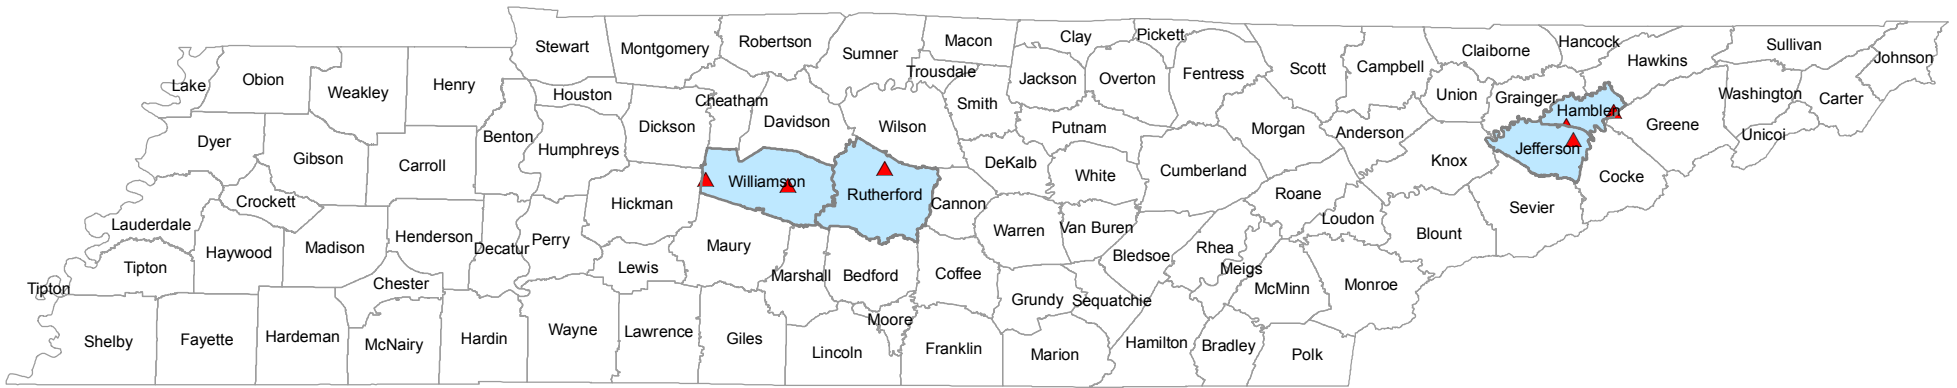 Stewart
Montgomery
Robertson
Sumner
Macon
Clay
Pickett
Fentress
Scott
Campbell
Claiborne
Hancock
Hawkins
Sullivan
Johnson
Lake
Obion
Weakley
Henry
Houston
Cheatham
Trousdale
Jackson
Overton
Union
Grainger
Washington
Carter
Dyer
Gibson
Carroll
Benton
Humphreys
Dickson
Davidson
Wilson
Smith
Putnam
Morgan
Anderson
Hamblen
Greene
Unicoi
Lauderdale
Crockett
Hickman
Williamson
Rutherford
DeKalb
White
Cumberland
Knox
Jefferson
Cocke
Haywood
Madison
Henderson
Decatur
Perry
Lewis
Maury
Cannon
Warren
Van Buren
Roane
Loudon
Blount
Sevier
Tipton
Tipton
Chester
Marshall
Bedford
Coffee
Grundy
Sequatchie
Bledsoe
Rhea
Meigs
McMinn
Monroe
Shelby
Fayette
Hardeman
McNairy
Hardin
Wayne
Lawrence
Giles
Lincoln
Moore
Franklin
Marion
Hamilton
Bradley
Polk